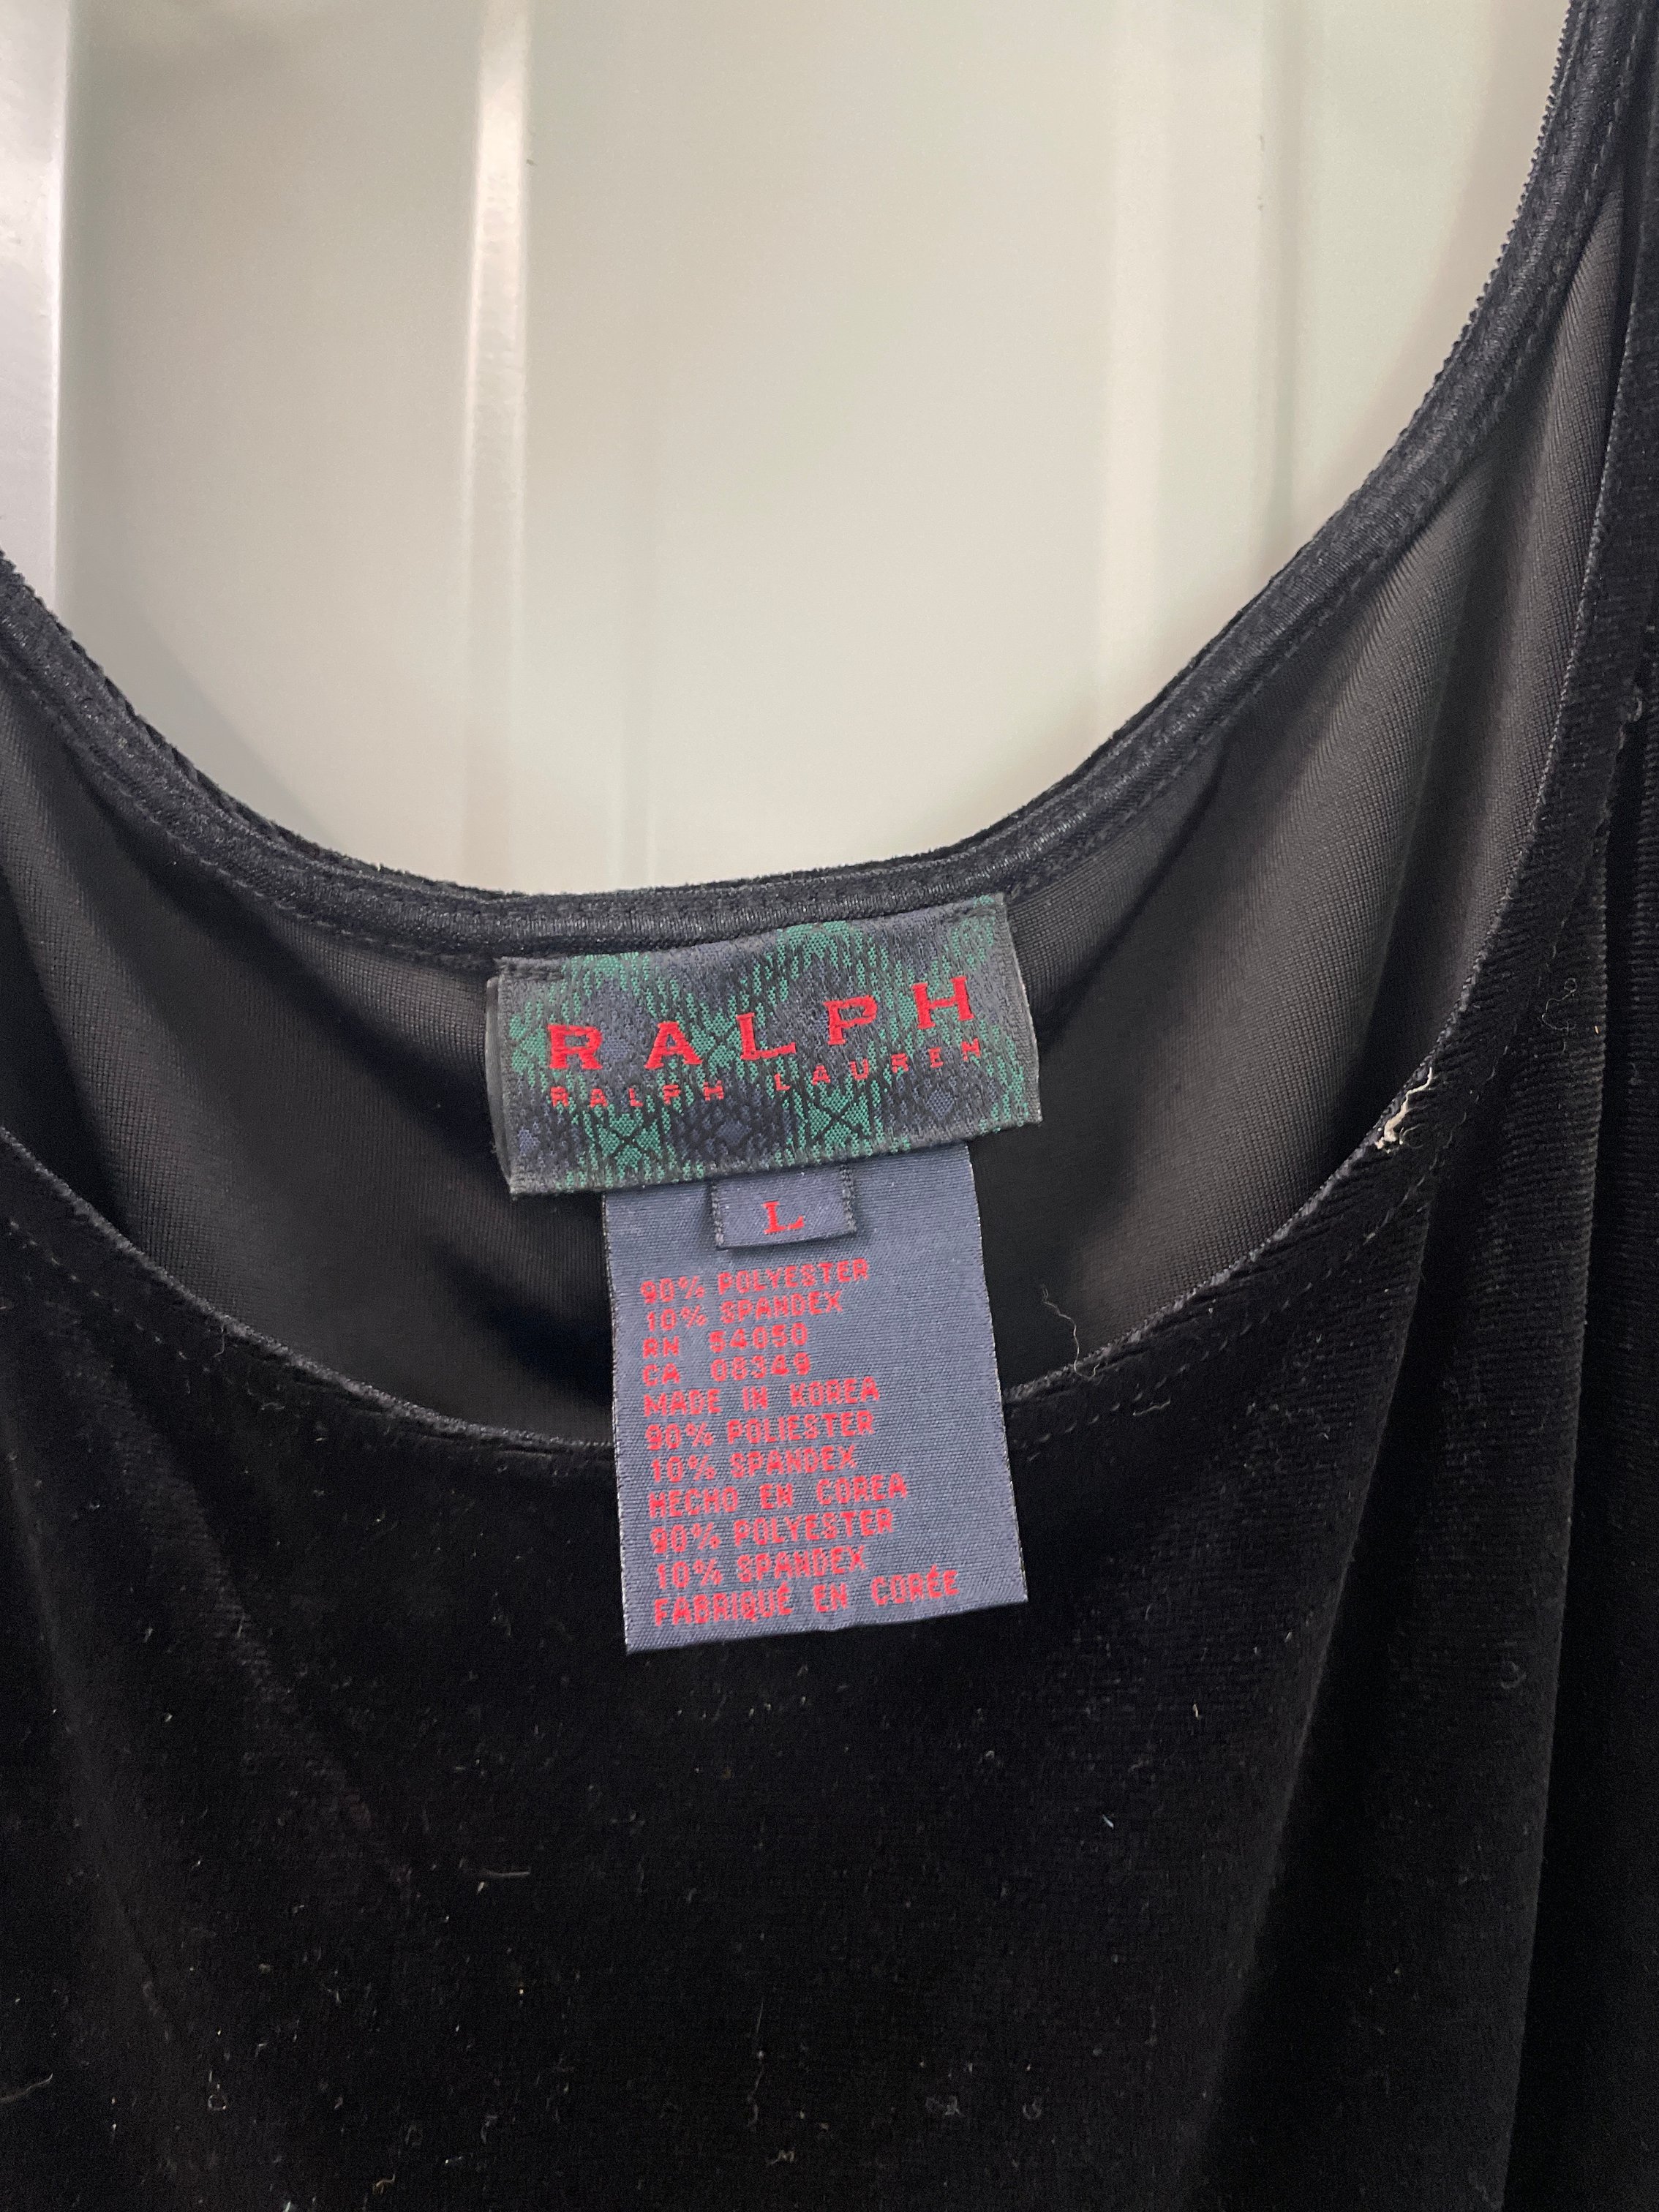 RALPH
RALPH LAUREN
L
90% POLYESTER
10% SPANDEX
RN 54050
CA 08349
MADE IN KOREA
90% POLIESTER
10% SPANDEX
HECHO EN COREA
90% POLYESTER
10% SPANDEX
FABRIQUÉ EN CORÉE